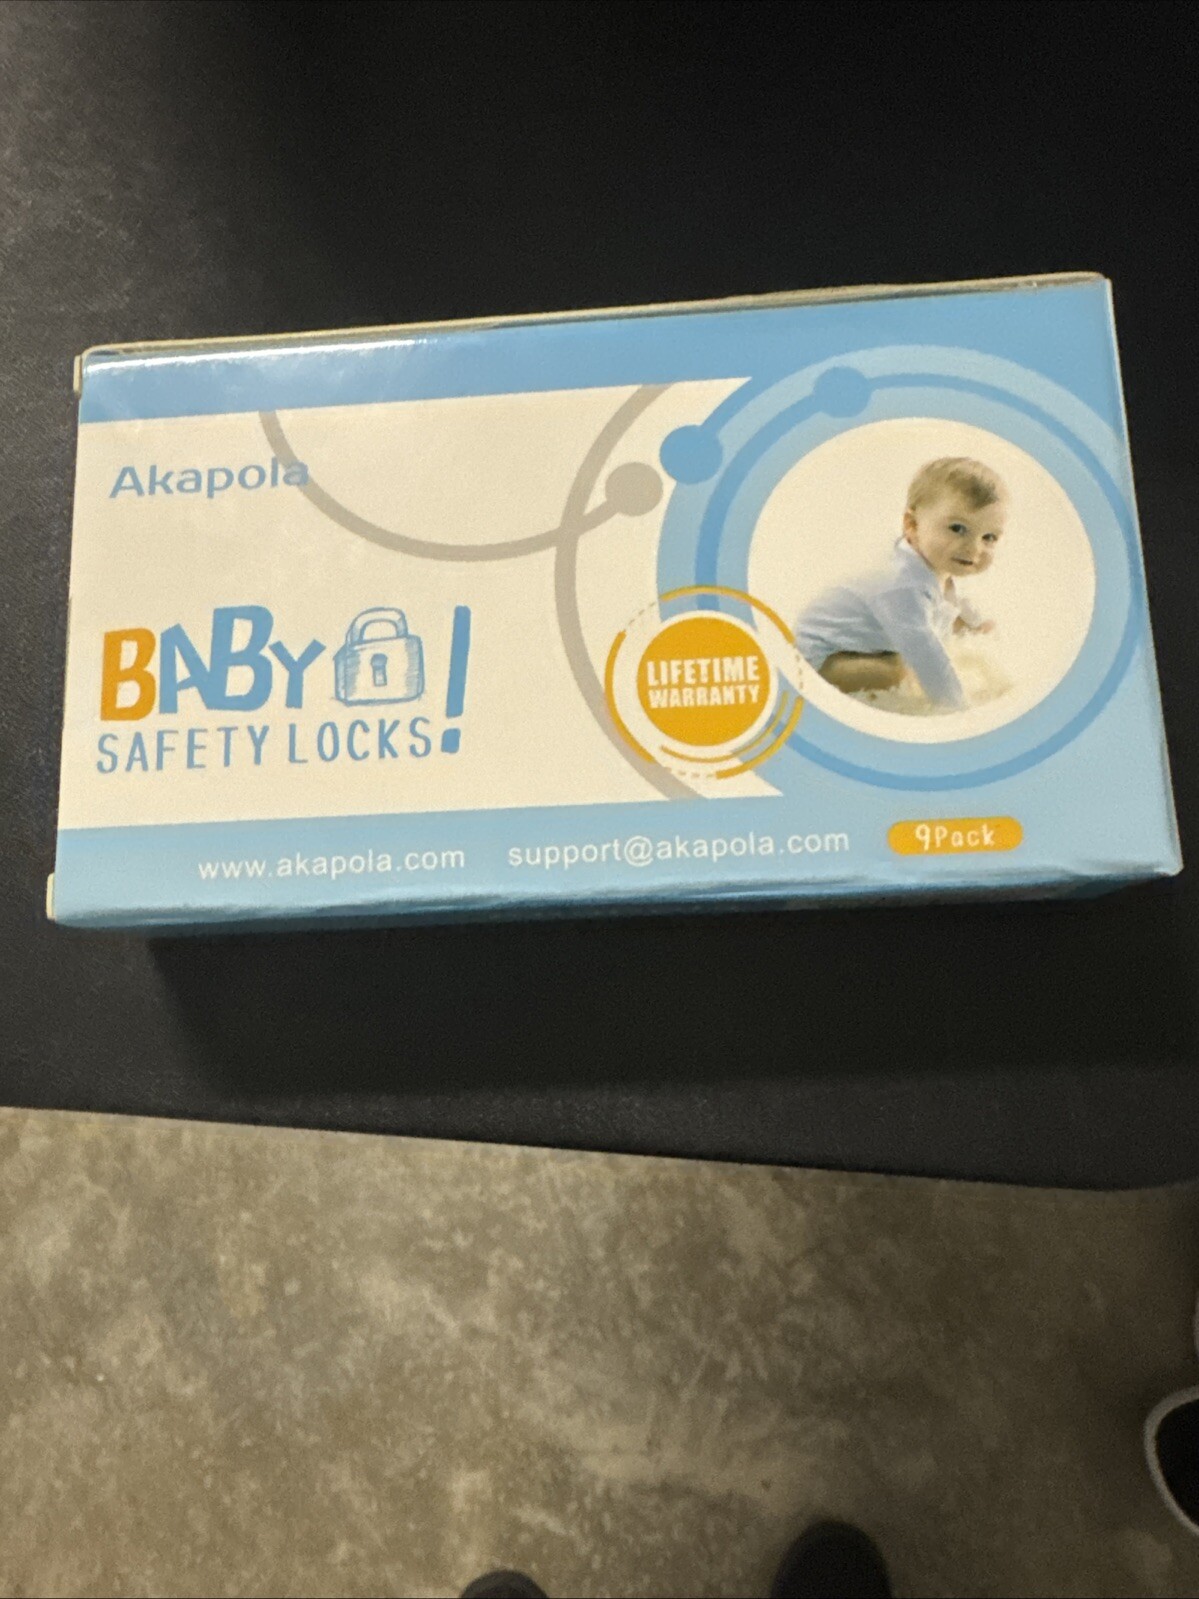 Akapola
BABY !
SAFETY LOCKS
LIFETIME
WARRANTY
www.akapola.com support@akapola.com 9Pack